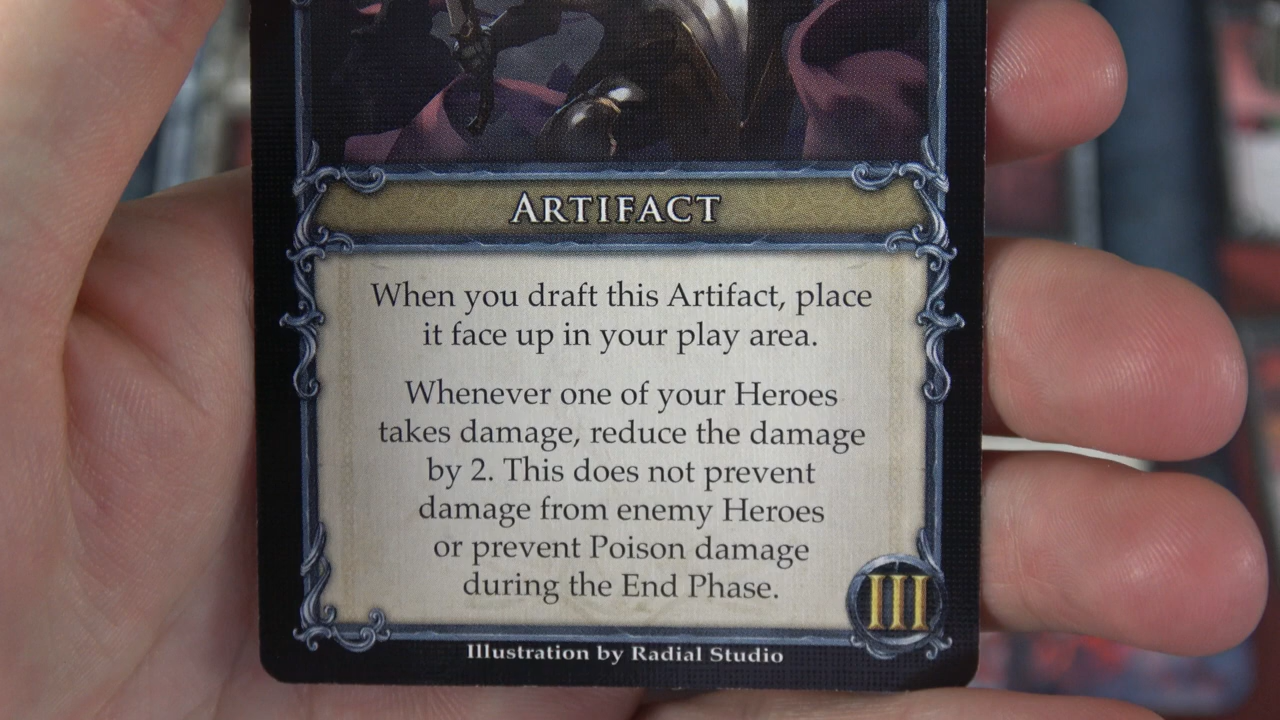 ARTIFACT
When you draft this Artifact, place
it face up in your play area.
Whenever one of your Heroes
takes damage, reduce the damage
by 2. This does not prevent
damage from enemy Heroes
or prevent Poison damage
during the End Phase.
III
Illustration by Radial Studio